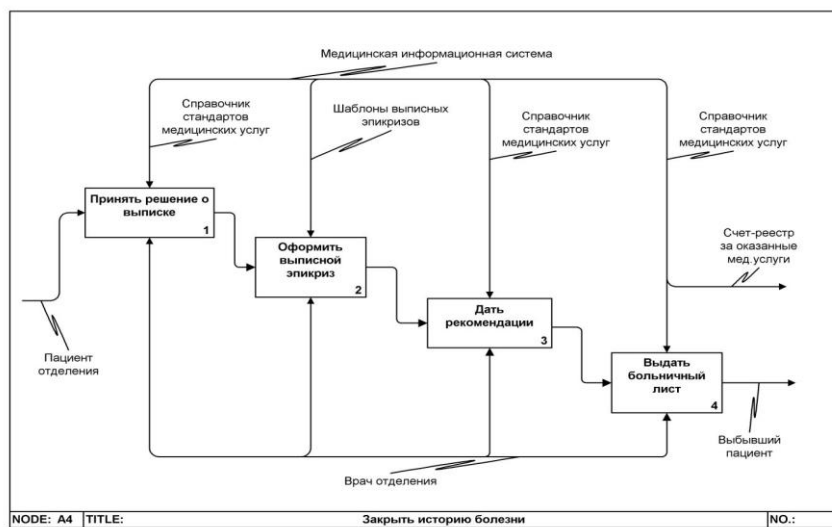 Медицинская информационная система
Справочник
стандартов
медицинских услуг
Шаблоны выписных
эпикризов
Справочник
стандартов
медицинских услуг
Справочник
стандартов
медицинских услуг
Принять решение о
выписке
1
Оформить
выписной
эпикриз
2
Счет-реестр
за оказанные
мед.услуги
Дать
рекомендации
3
Пациент
отделения
Выдать
больничный
лист
4
Выбывший
пациент
Врач отделения
NODE: A4 TITLE: Закрыть историю болезни NO.: